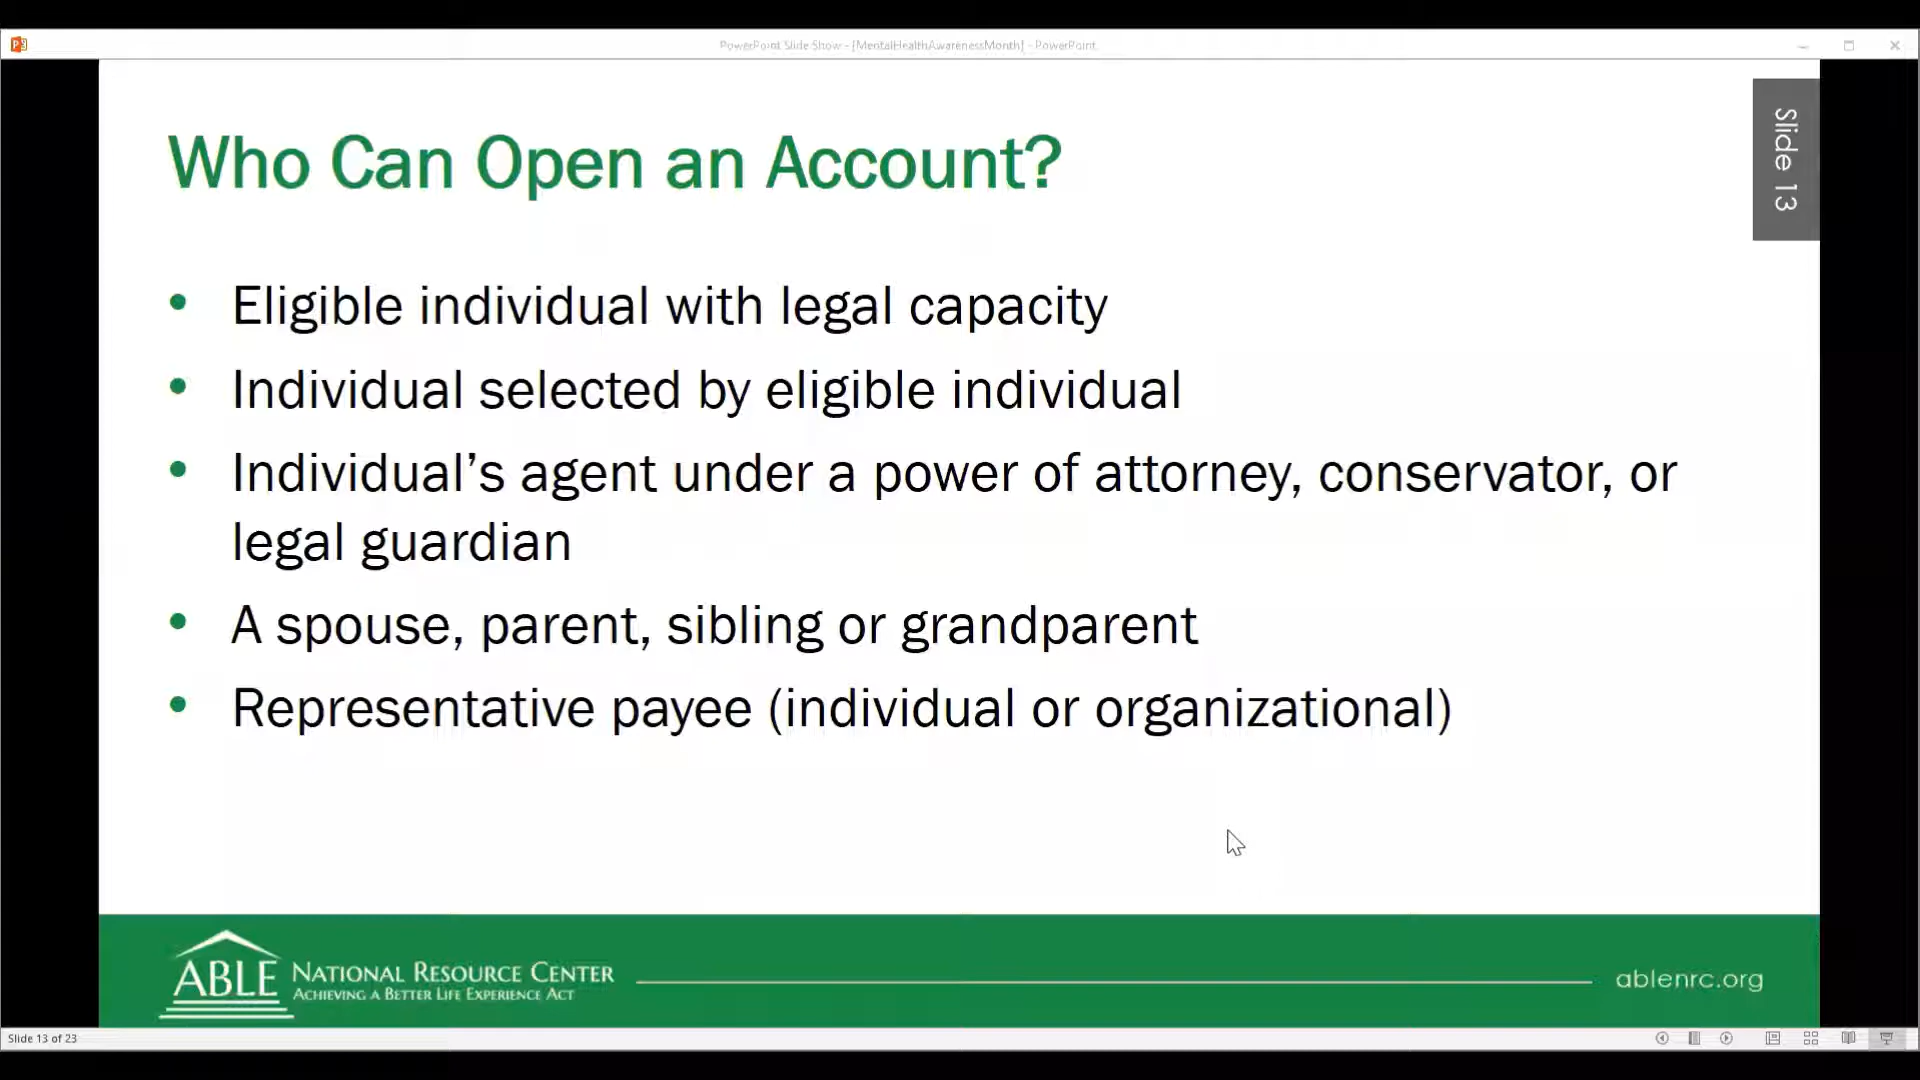 PowerPoint Slide Show - [MentalHealthAwarenessMonth] - PowerPoint
Slide 13
Who Can Open an Account?
• Eligible individual with legal capacity
• Individual selected by eligible individual
• Individual’s agent under a power of attorney, conservator, or
legal guardian
• A spouse, parent, sibling or grandparent
• Representative payee (individual or organizational)
ABLE NATIONAL RESOURCE CENTER
ACHIEVING A BETTER LIFE EXPERIENCE ACT
ablenrc.org
Slide 13 of 23